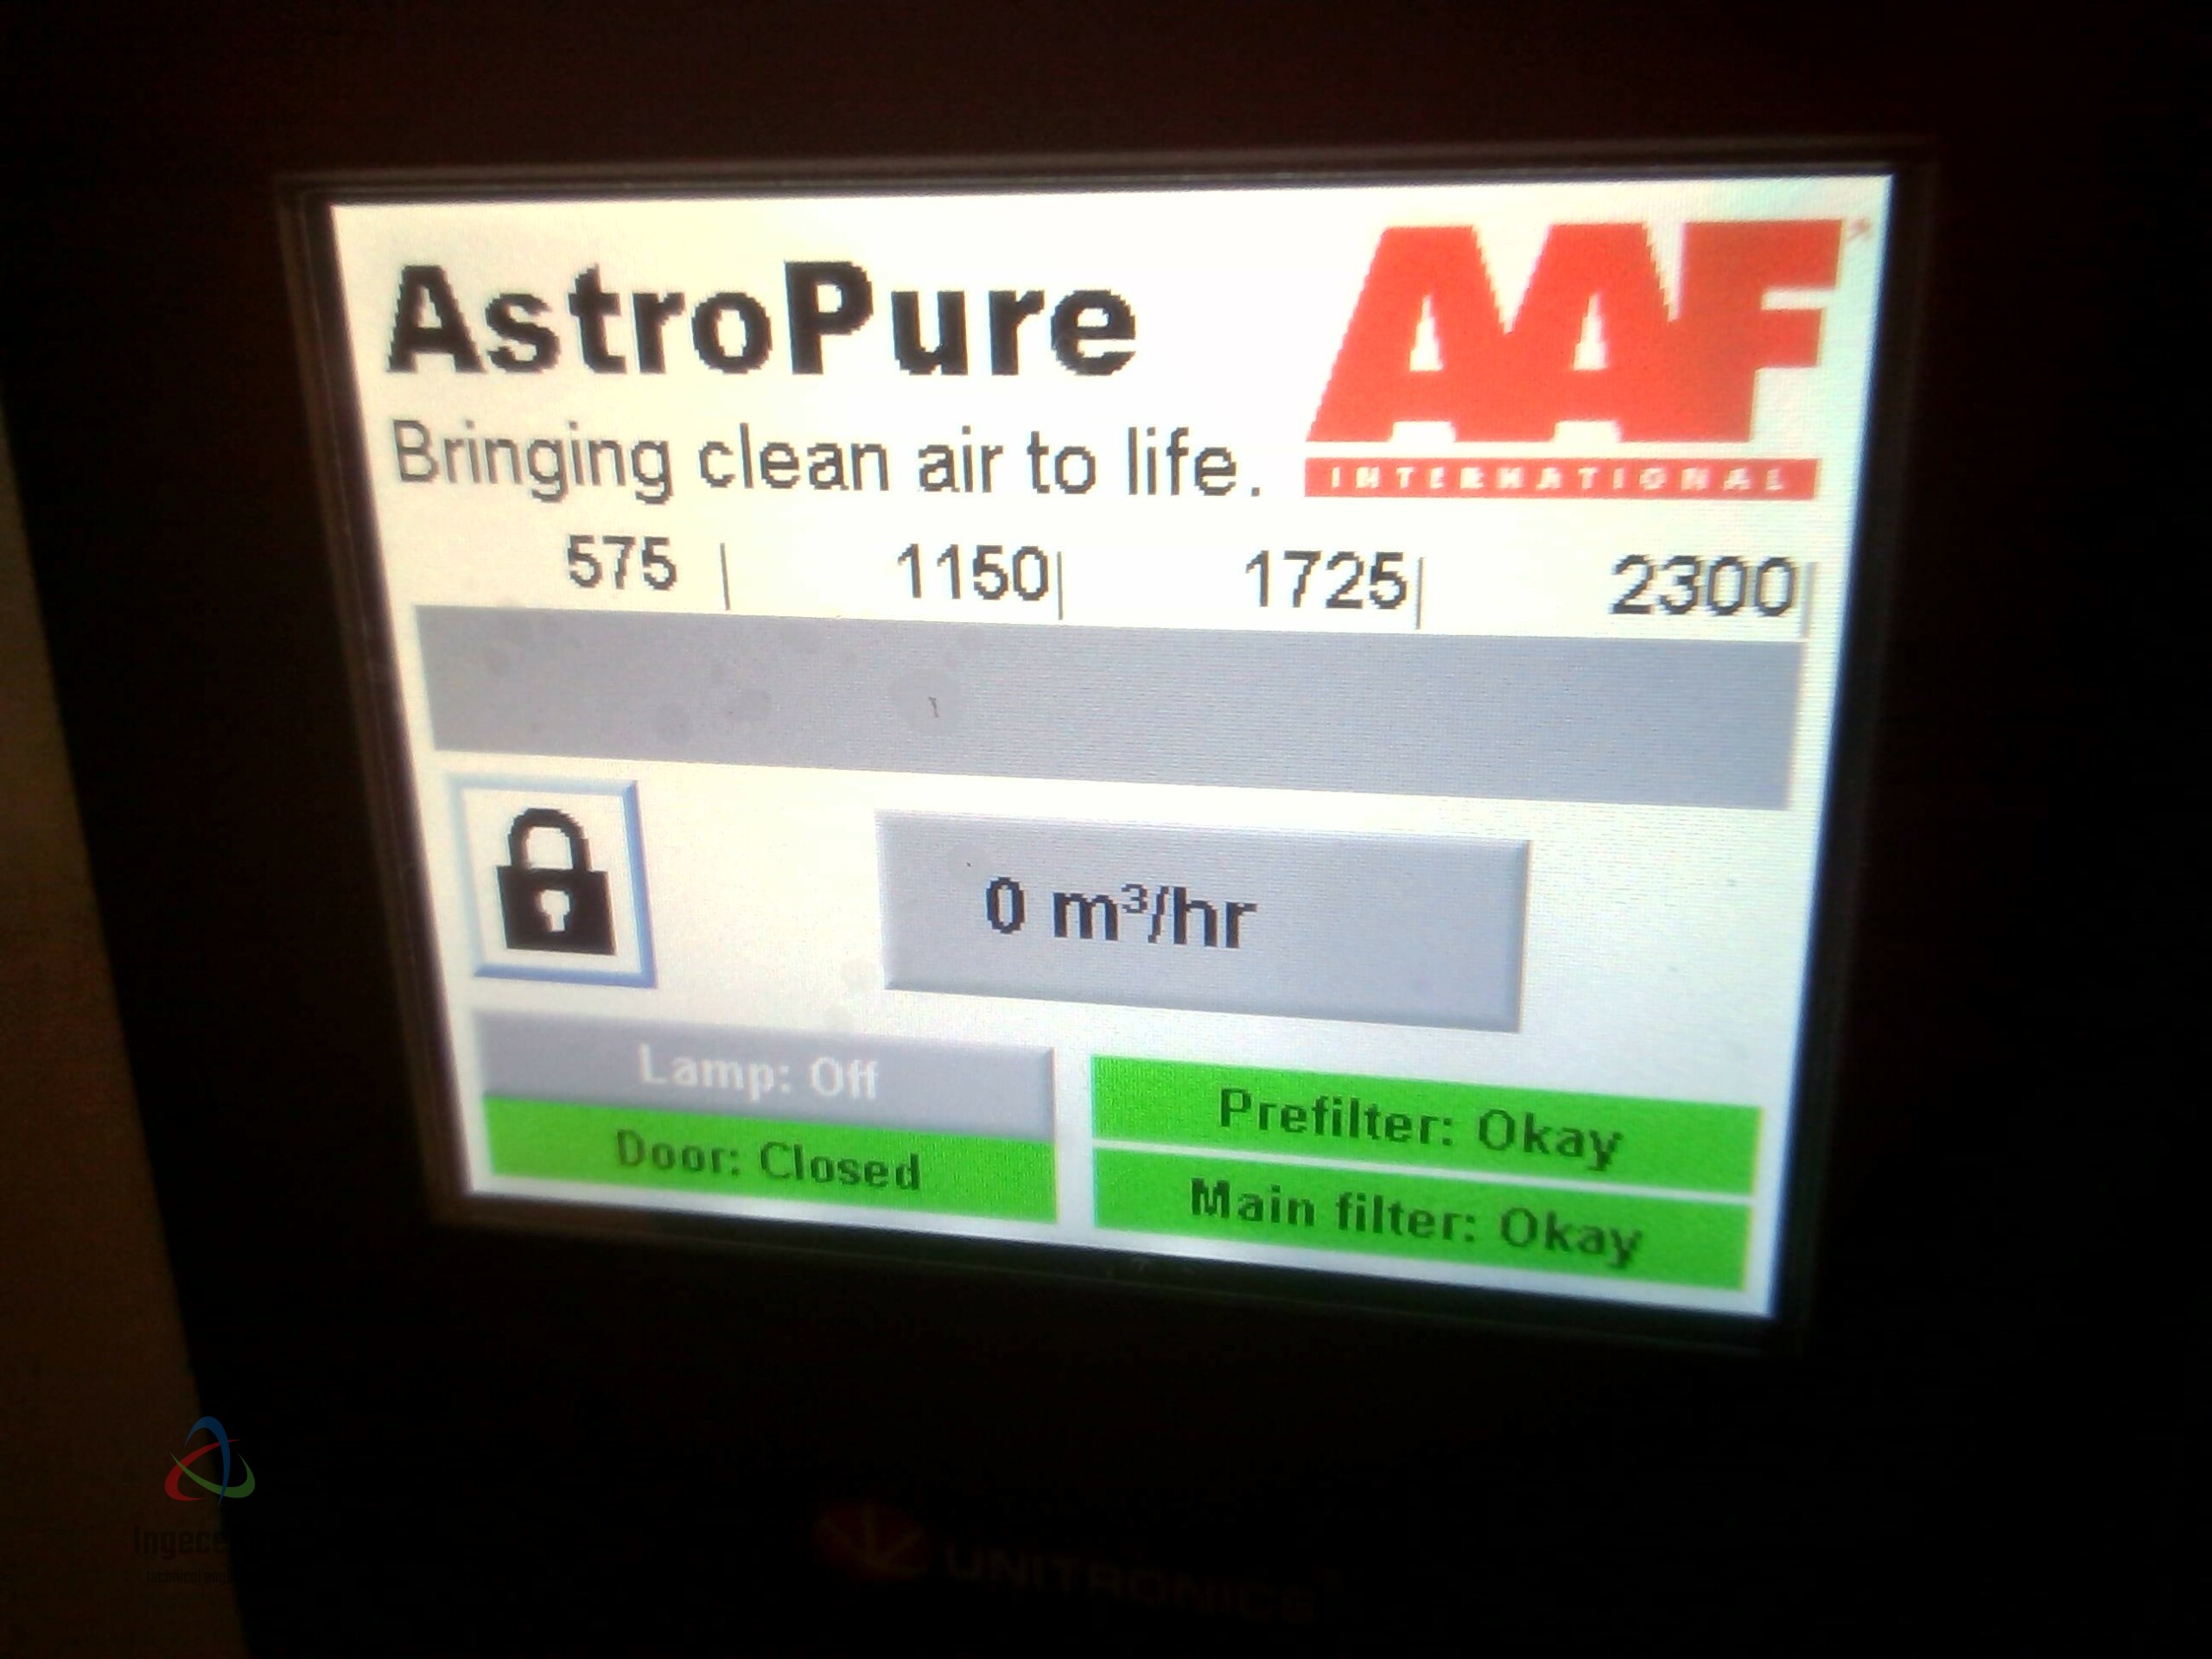 AstroPure
AAF
INTERNATIONAL
Bringing clean air to life.
575 1150 1725 2300
0 m³/hr
Lamp: Off
Door: Closed
Prefilter: Okay
Main filter: Okay
UNITRONICS